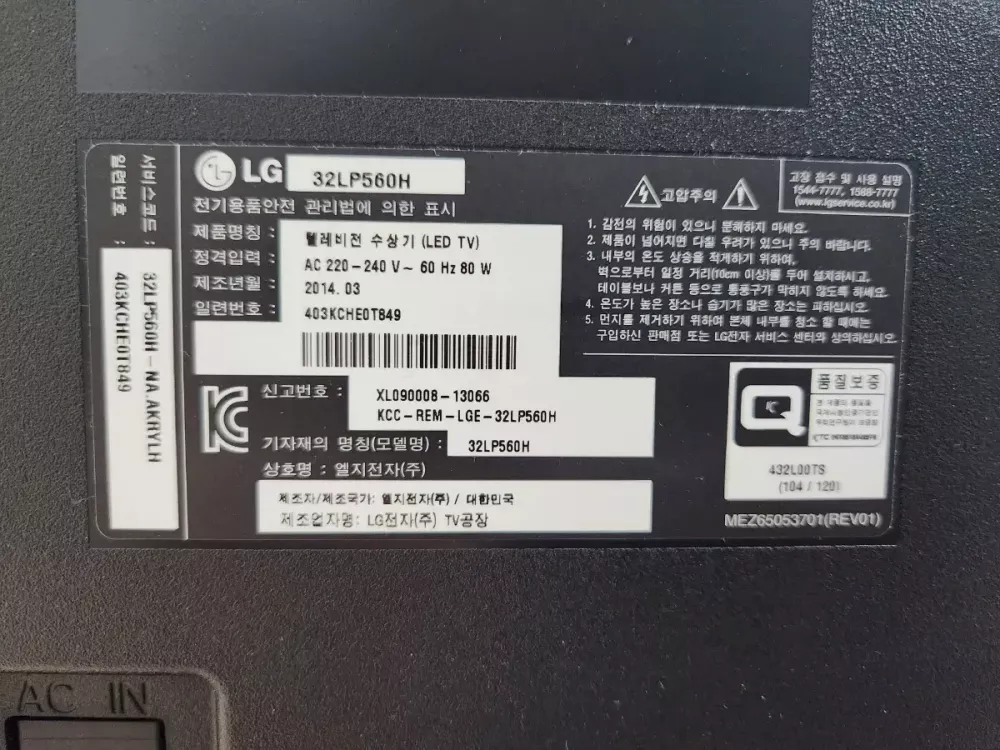 LG 32LP560H
전기용품안전 관리법에 의한 표시
제품명칭 : 텔레비전 수상기 (LED TV)
정격입력 : AC 220-240 V~ 60 Hz 80 W
제조년월 : 2014. 03
일련번호 : 403KCHE0T849
신고번호 : XL090008-13066
KCC-REM-LGE-32LP560H
기자재의 명칭(모델명) : 32LP560H
상호명 : 엘지전자(주)
제조자/제조국가: 엘지전자(주) / 대한민국
제조업자명: LG전자(주) TV공장
서비스코드 : 32LP560H-NA.AKRYLH
일련번호 : 403KCHE0T849
고압주의
고장 접수 및 사용 설명
1544-7777, 1588-7777
(www.lgservice.co.kr)
1. 감전의 위험이 있으니 분해하지 마세요.
2. 제품이 넘어지면 다칠 우려가 있으니 주의 바랍니다.
3. 내부의 온도 상승을 적게하기 위하여,
벽으로부터 일정 거리(10cm 이상)를 두어 설치하시고,
테이블보나 커튼 등으로 통풍구가 막히지 않도록 하세요.
4. 온도가 높은 장소나 습기가 많은 장소는 피하십시오.
5. 먼지를 제거하기 위하여 본체 내부를 청소 할 때에는
구입하신 판매점 또는 LG전자 서비스 센터와 상의하십시오.
품질보증
432L00TS
(104 / 120)
MEZ65053701(REV01)
AC IN